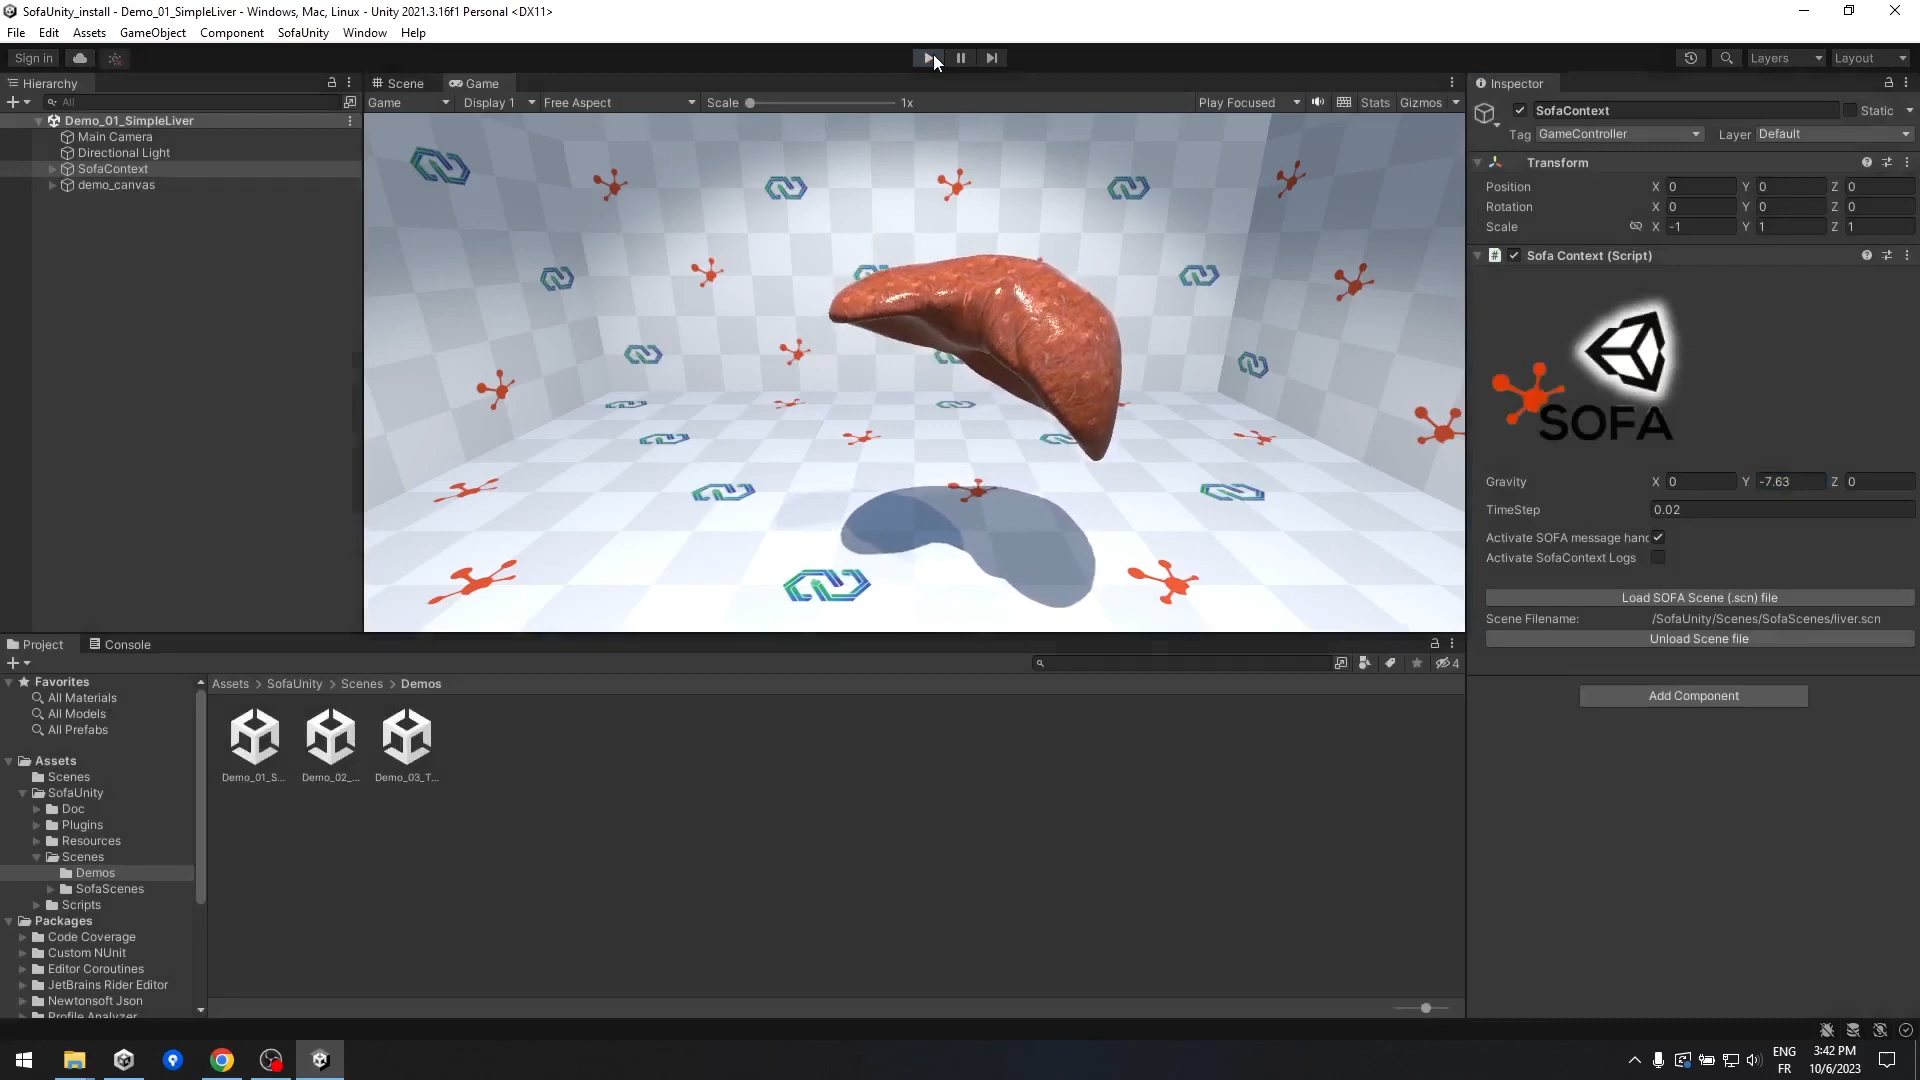 SofaUnity_install - Demo_01_SimpleLiver - Windows, Mac, Linux - Unity 2021.3.16f1 Personal <DX11>
File Edit Assets GameObject Component SofaUnity Window Help
Sign in
Layers
Layout
Hierarchy
All
Demo_01_SimpleLiver
Main Camera
Directional Light
SofaContext
demo_canvas
Scene Game
Game Display 1 Free Aspect Scale 1x Play Focused Stats Gizmos
Inspector
SofaContext Static
Tag GameController Layer Default
Transform
Position X 0 Y 0 Z 0
Rotation X 0 Y 0 Z 0
Scale X -1 Y 1 Z 1
# Sofa Context (Script)
SOFA
Gravity X 0 Y -7.63 Z 0
TimeStep 0.02
Activate SOFA message hand
Activate SofaContext Logs
Load SOFA Scene (.scn) file
Scene Filename: /SofaUnity/Scenes/SofaScenes/liver.scn
Unload Scene file
Add Component
Project Console
4
Favorites
All Materials
All Models
All Prefabs
Assets
Scenes
SofaUnity
Doc
Plugins
Resources
Scenes
Demos
SofaScenes
Scripts
Packages
Code Coverage
Custom NUnit
Editor Coroutines
JetBrains Rider Editor
Newtonsoft Json
Profile Analyzer
Assets > SofaUnity > Scenes > Demos
Demo_01_S... Demo_02_... Demo_03_T...
ENG
FR
3:42 PM
10/6/2023